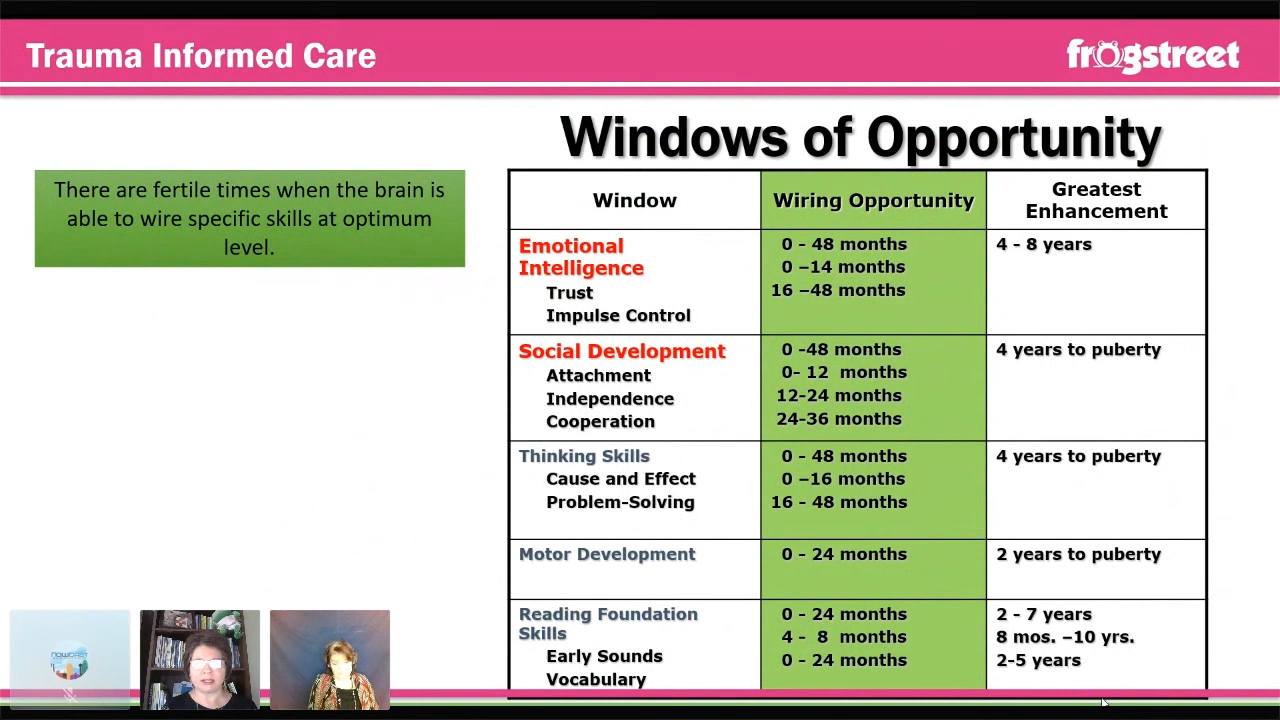 Trauma Informed Care
frogstreet
Windows of Opportunity
There are fertile times when the brain is
able to wire specific skills at optimum
level.
Window
Wiring Opportunity
Greatest
Enhancement
Emotional
Intelligence
Trust
Impulse Control
0 - 48 months
0 –14 months
16 –48 months
4 - 8 years
Social Development
Attachment
Independence
Cooperation
0 -48 months
0- 12 months
12-24 months
24-36 months
4 years to puberty
Thinking Skills
Cause and Effect
Problem-Solving
0 - 48 months
0 –16 months
16 - 48 months
4 years to puberty
Motor Development
0 - 24 months
2 years to puberty
Reading Foundation
Skills
Early Sounds
Vocabulary
0 - 24 months
4 - 8 months
0 - 24 months
2 - 7 years
8 mos. –10 yrs.
2-5 years